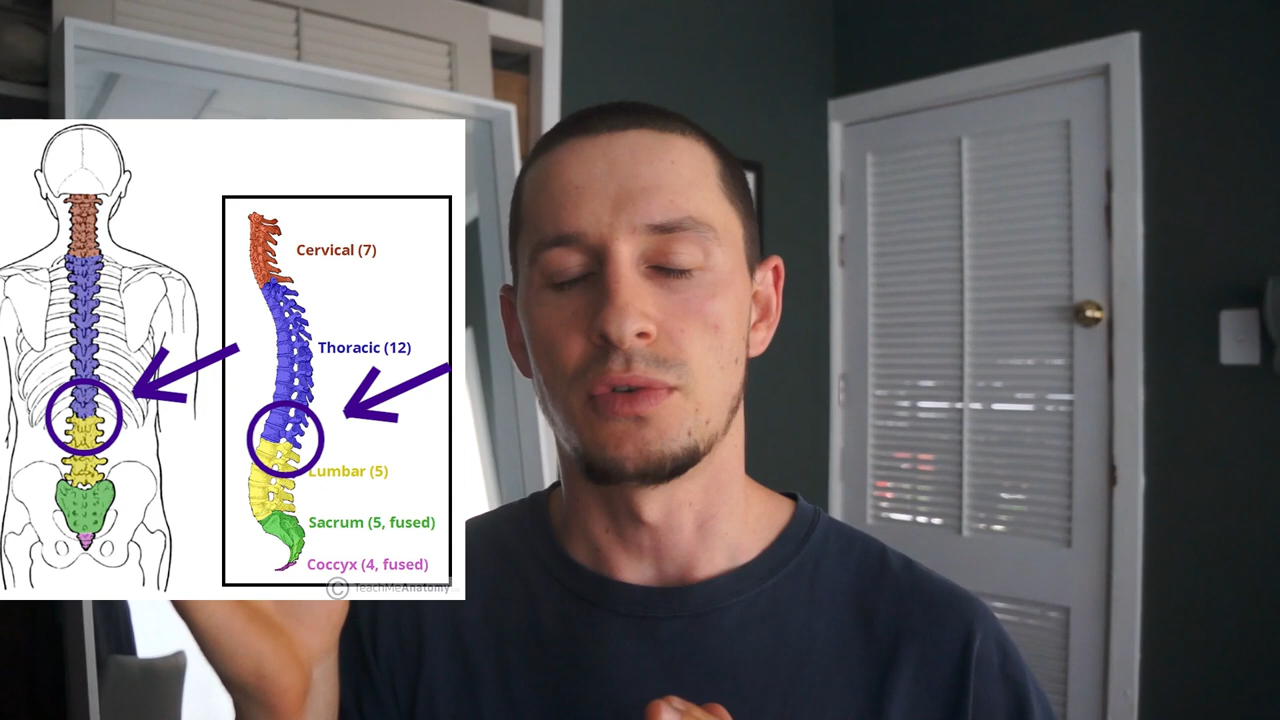 Cervical (7)
Thoracic (12)
Lumbar (5)
Sacrum (5, fused)
Coccyx (4, fused)
© TeachMeAnatomy